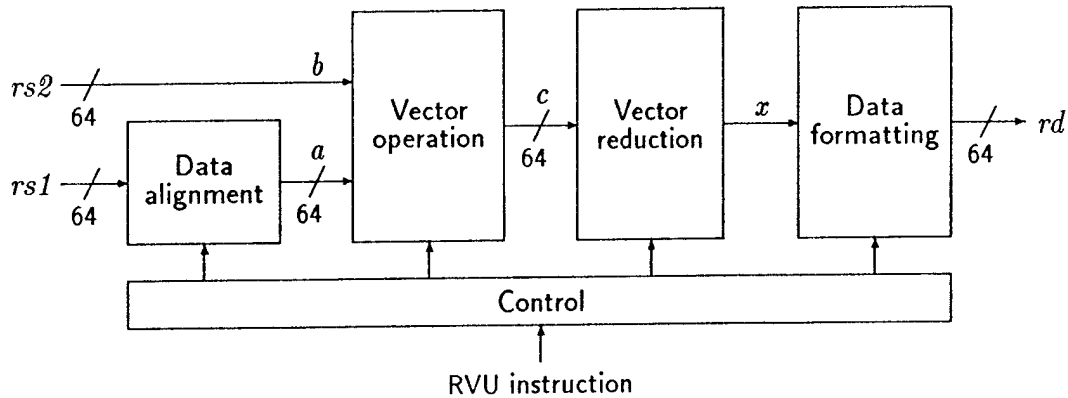 rs2
64
b
Vector
operation
c
64
Vector
reduction
x
Data
formatting
64
rd
rs1
64
Data
alignment
a
64
Control
RVU instruction